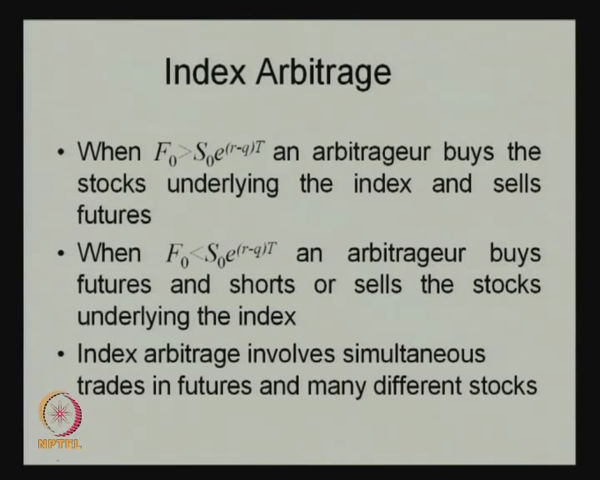 Index Arbitrage
• When F₀>S₀e^(r-q)T an arbitrageur buys the
stocks underlying the index and sells
futures
• When F₀<S₀e^(r-q)T an arbitrageur buys
futures and shorts or sells the stocks
underlying the index
• Index arbitrage involves simultaneous
trades in futures and many different stocks
NPTEL